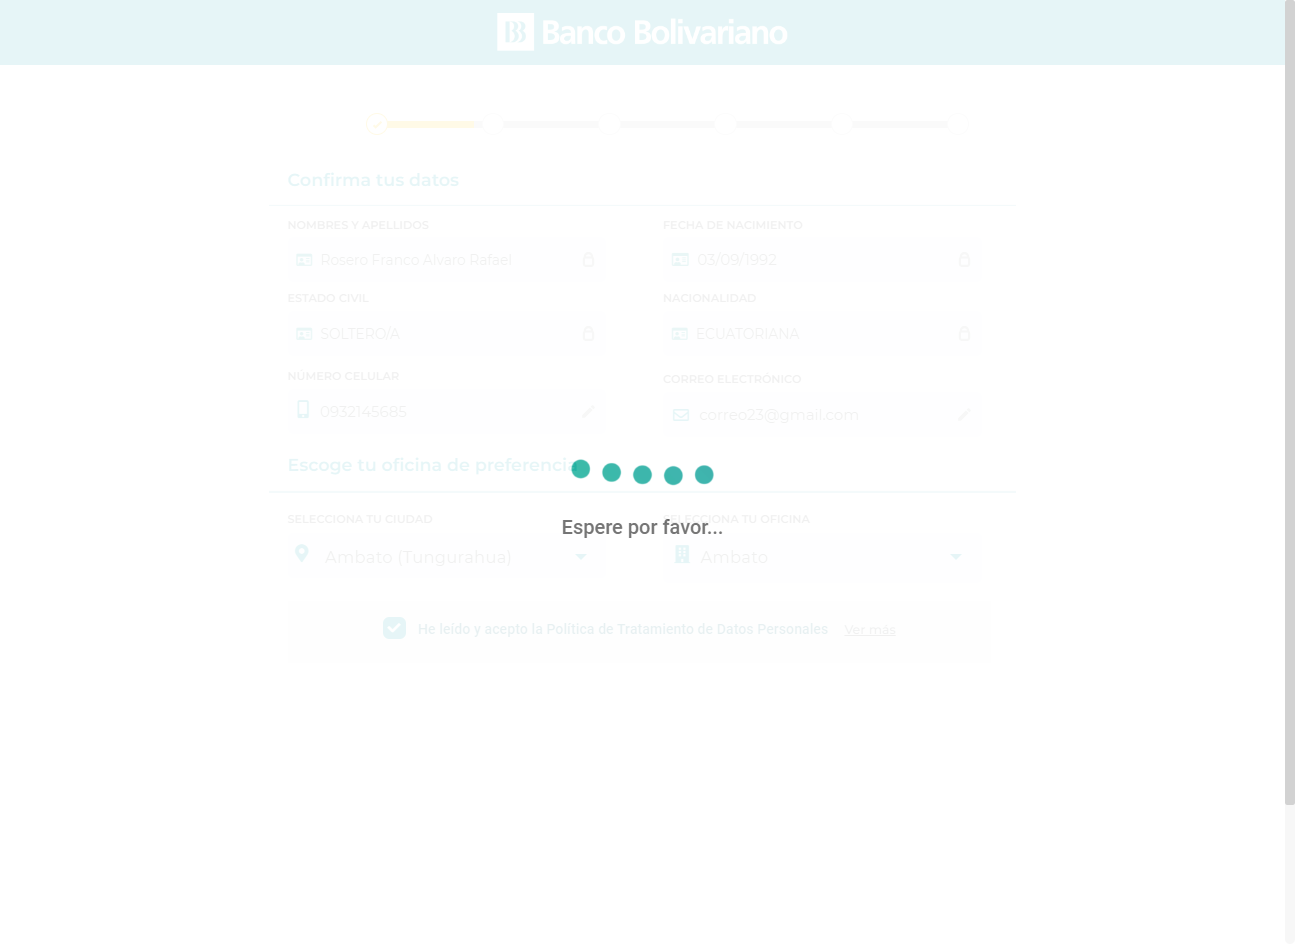 Banco Bolivariano
Confirma tus datos
NOMBRES Y APELLIDOS
FECHA DE NACIMIENTO
Rosero Franco Alvaro Rafael
03/09/1992
ESTADO CIVIL
NACIONALIDAD
SOLTERO/A
ECUATORIANA
NÚMERO CELULAR
CORREO ELECTRÓNICO
0932145685
correo23@gmail.com
Escoge tu oficina de preferencia
SELECCIONA TU CIUDAD
SELECCIONA TU OFICINA
Espere por favor...
Ambato (Tungurahua)
Ambato
He leído y acepto la Política de Tratamiento de Datos Personales Ver más